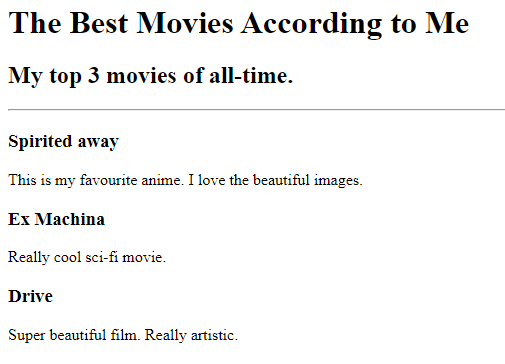 The Best Movies According to Me
My top 3 movies of all-time.
Spirited away
This is my favourite anime. I love the beautiful images.
Ex Machina
Really cool sci-fi movie.
Drive
Super beautiful film. Really artistic.